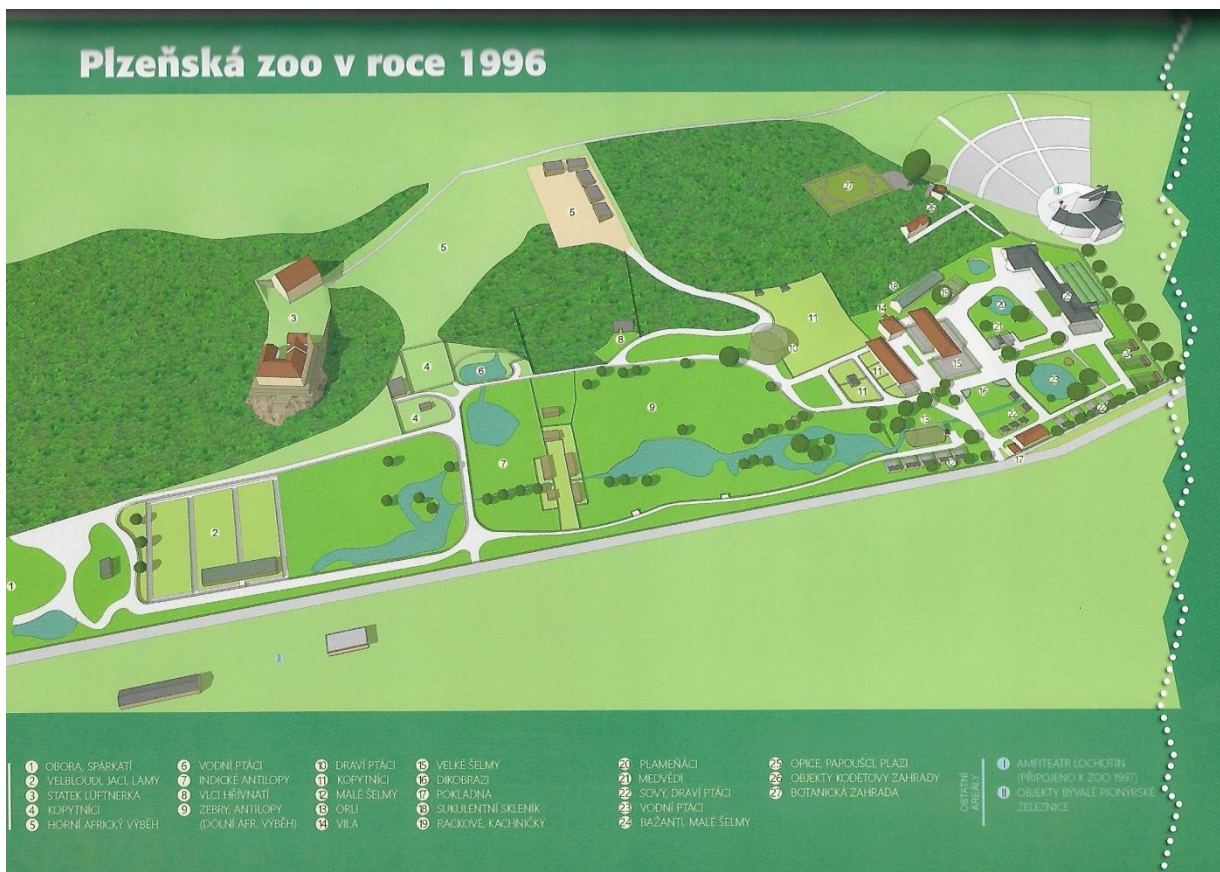 Plzeňská zoo v roce 1996
1 OBORA, SPÁRKATÍ
2 VELBLOUDI, JACI, LAMY
3 STATEK LÜFTNERKA
4 KOPYTNÍCI
5 HORNÍ AFRICKÝ VÝBĚH
6 VODNÍ PTÁCI
7 INDICKÉ ANTILOPY
8 VLCI HŘÍVNATÍ
9 ZEBRY, ANTILOPY
(DOLNÍ AFR. VÝBĚH)
10 DRAVÍ PTÁCI
11 KOPYTNÍCI
12 MALÉ ŠELMY
13 ORLI
14 VILA
15 VELKÉ ŠELMY
16 DIKOBRAZI
17 POKLADNA
18 SUKULENTNÍ SKLENÍK
19 RACKOVÉ, KACHNIČKY
20 PLAMEŇÁCI
21 MEDVĚDI
22 SOVY, DRAVÍ PTÁCI
23 VODNÍ PTÁCI
24 BAŽANTI, MALÉ ŠELMY
25 OPICE, PAPOUŠCI, PLAZI
26 OBJEKTY KODETOVY ZAHRADY
27 BOTANICKÁ ZAHRADA
OSTATNÍ
AREÁLY
I AMFITEATR LOCHOTÍN
(PŘIPOJENO K ZOO 1997)
II OBJEKTY BÝVALÉ PIONÝRSKÉ
ŽELEZNICE